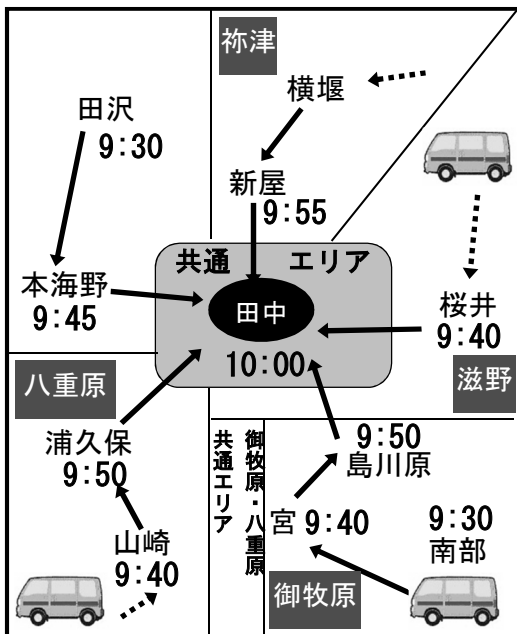 祢津
横堰
田沢
9:30
新屋
9:55
共通 エリア
本海野
9:45
田中
10:00
桜井
9:40
滋野
八重原
浦久保
9:50
山崎
9:40
御牧原・八重原
共通エリア
9:50
島川原
宮 9:40
9:30
南部
御牧原